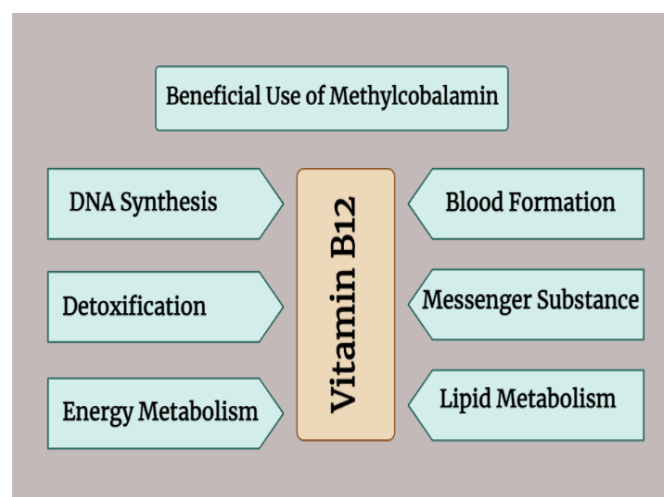 Beneficial Use of Methylcobalamin
DNA Synthesis
Detoxification
Energy Metabolism
Vitamin B12
Blood Formation
Messenger Substance
Lipid Metabolism